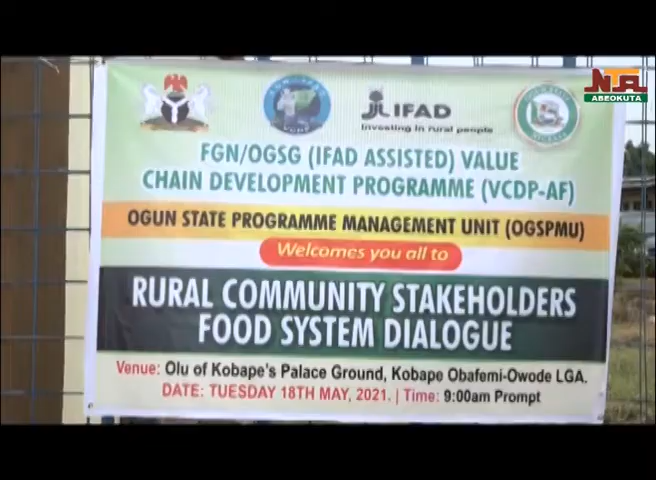 NTA
ABEOKUTA
JLIFAD
Investing in rural people
VCDP
FGN/OGSG (IFAD ASSISTED) VALUE
CHAIN DEVELOPMENT PROGRAMME (VCDP-AF)
OGUN STATE PROGRAMME MANAGEMENT UNIT (OGSPMU)
Welcomes you all to
RURAL COMMUNITY STAKEHOLDERS
FOOD SYSTEM DIALOGUE
Venue: Olu of Kobape's Palace Ground, Kobape Obafemi-Owode LGA.
DATE: TUESDAY 18TH MAY, 2021. | Time: 9:00am Prompt